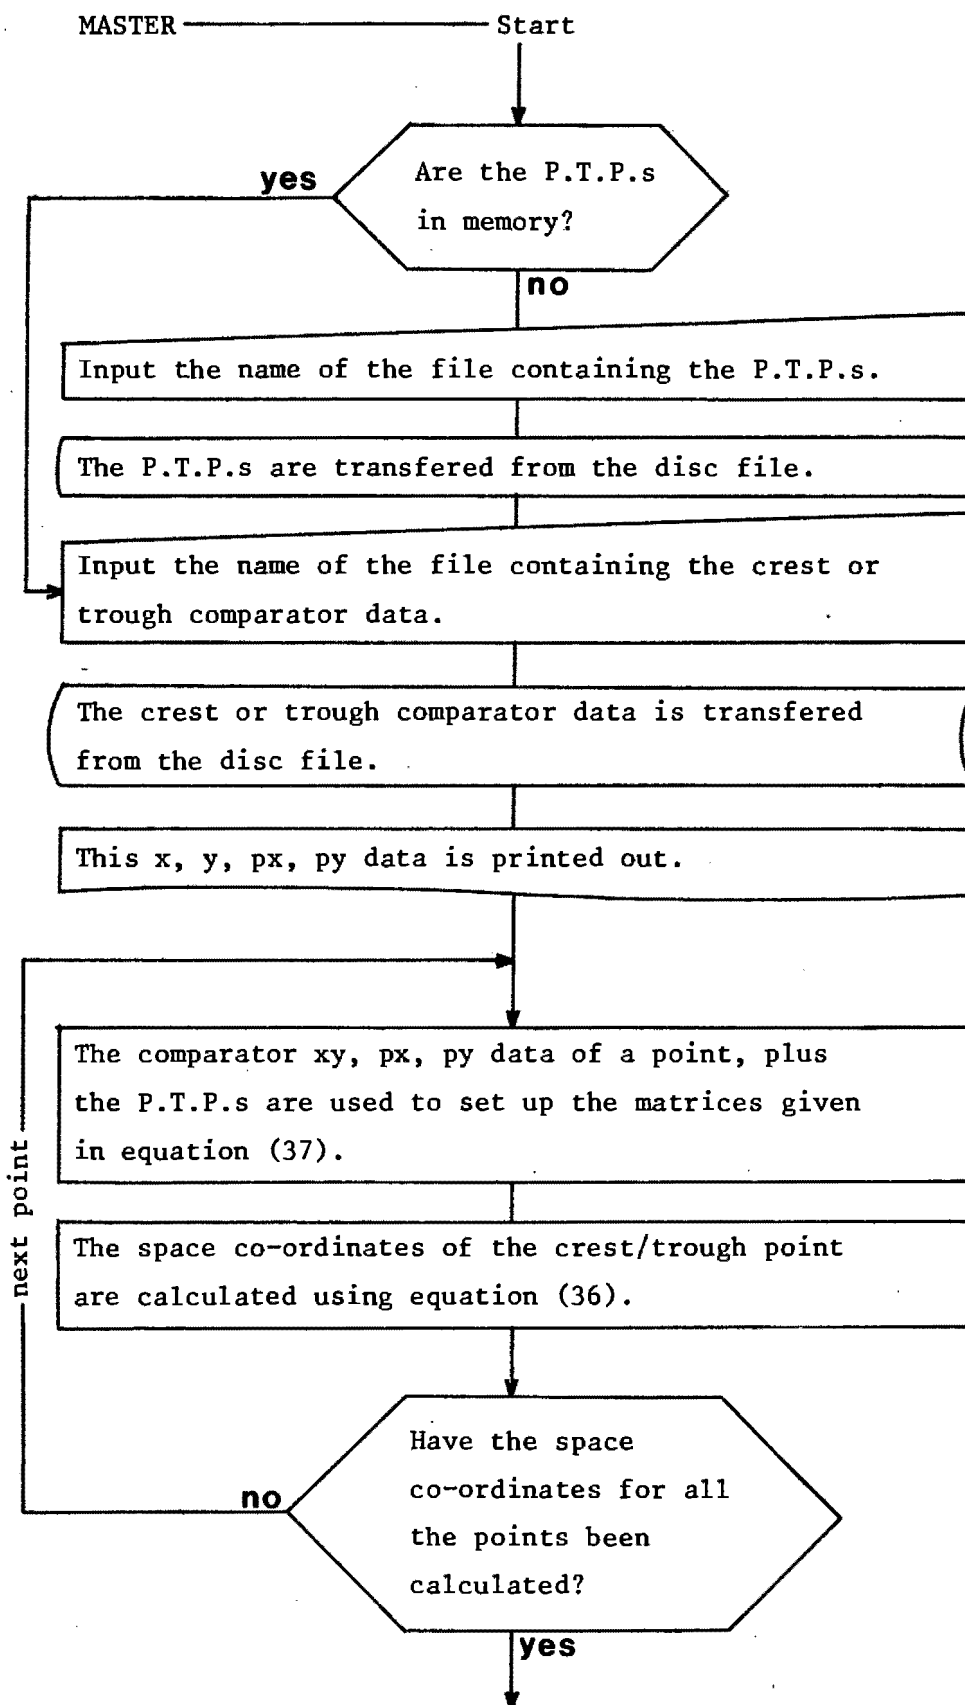 MASTER Start
Are the P.T.P.s
in memory?
yes
no
Input the name of the file containing the P.T.P.s.
The P.T.P.s are transfered from the disc file.
Input the name of the file containing the crest or
trough comparator data.
The crest or trough comparator data is transfered
from the disc file.
This x, y, px, py data is printed out.
The comparator xy, px, py data of a point, plus
the P.T.P.s are used to set up the matrices given
in equation (37).
next point
The space co-ordinates of the crest/trough point
are calculated using equation (36).
Have the space
co-ordinates for all
the points been
calculated?
no
yes